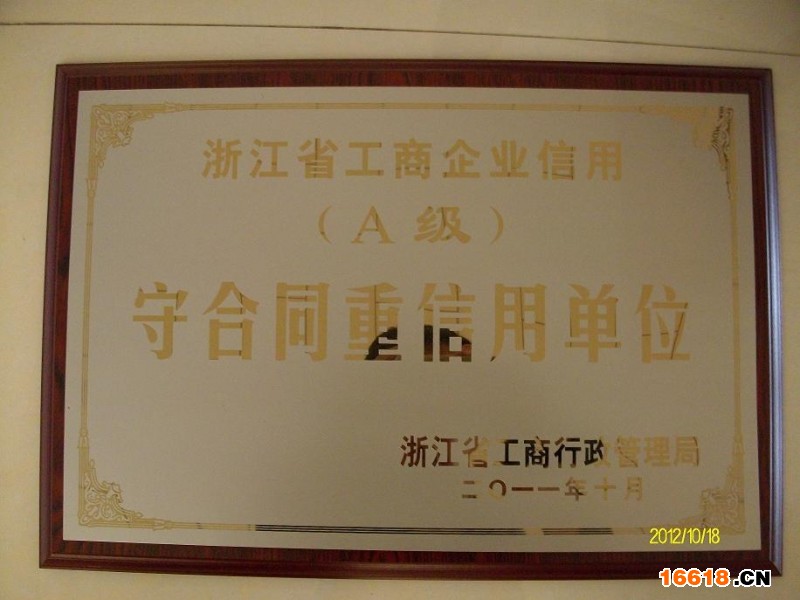 浙江省工商企业信用
（A级）
守合同重信用单位
浙江省工商行政管理局
二〇一一年十月
2012/10/18
16618.CN